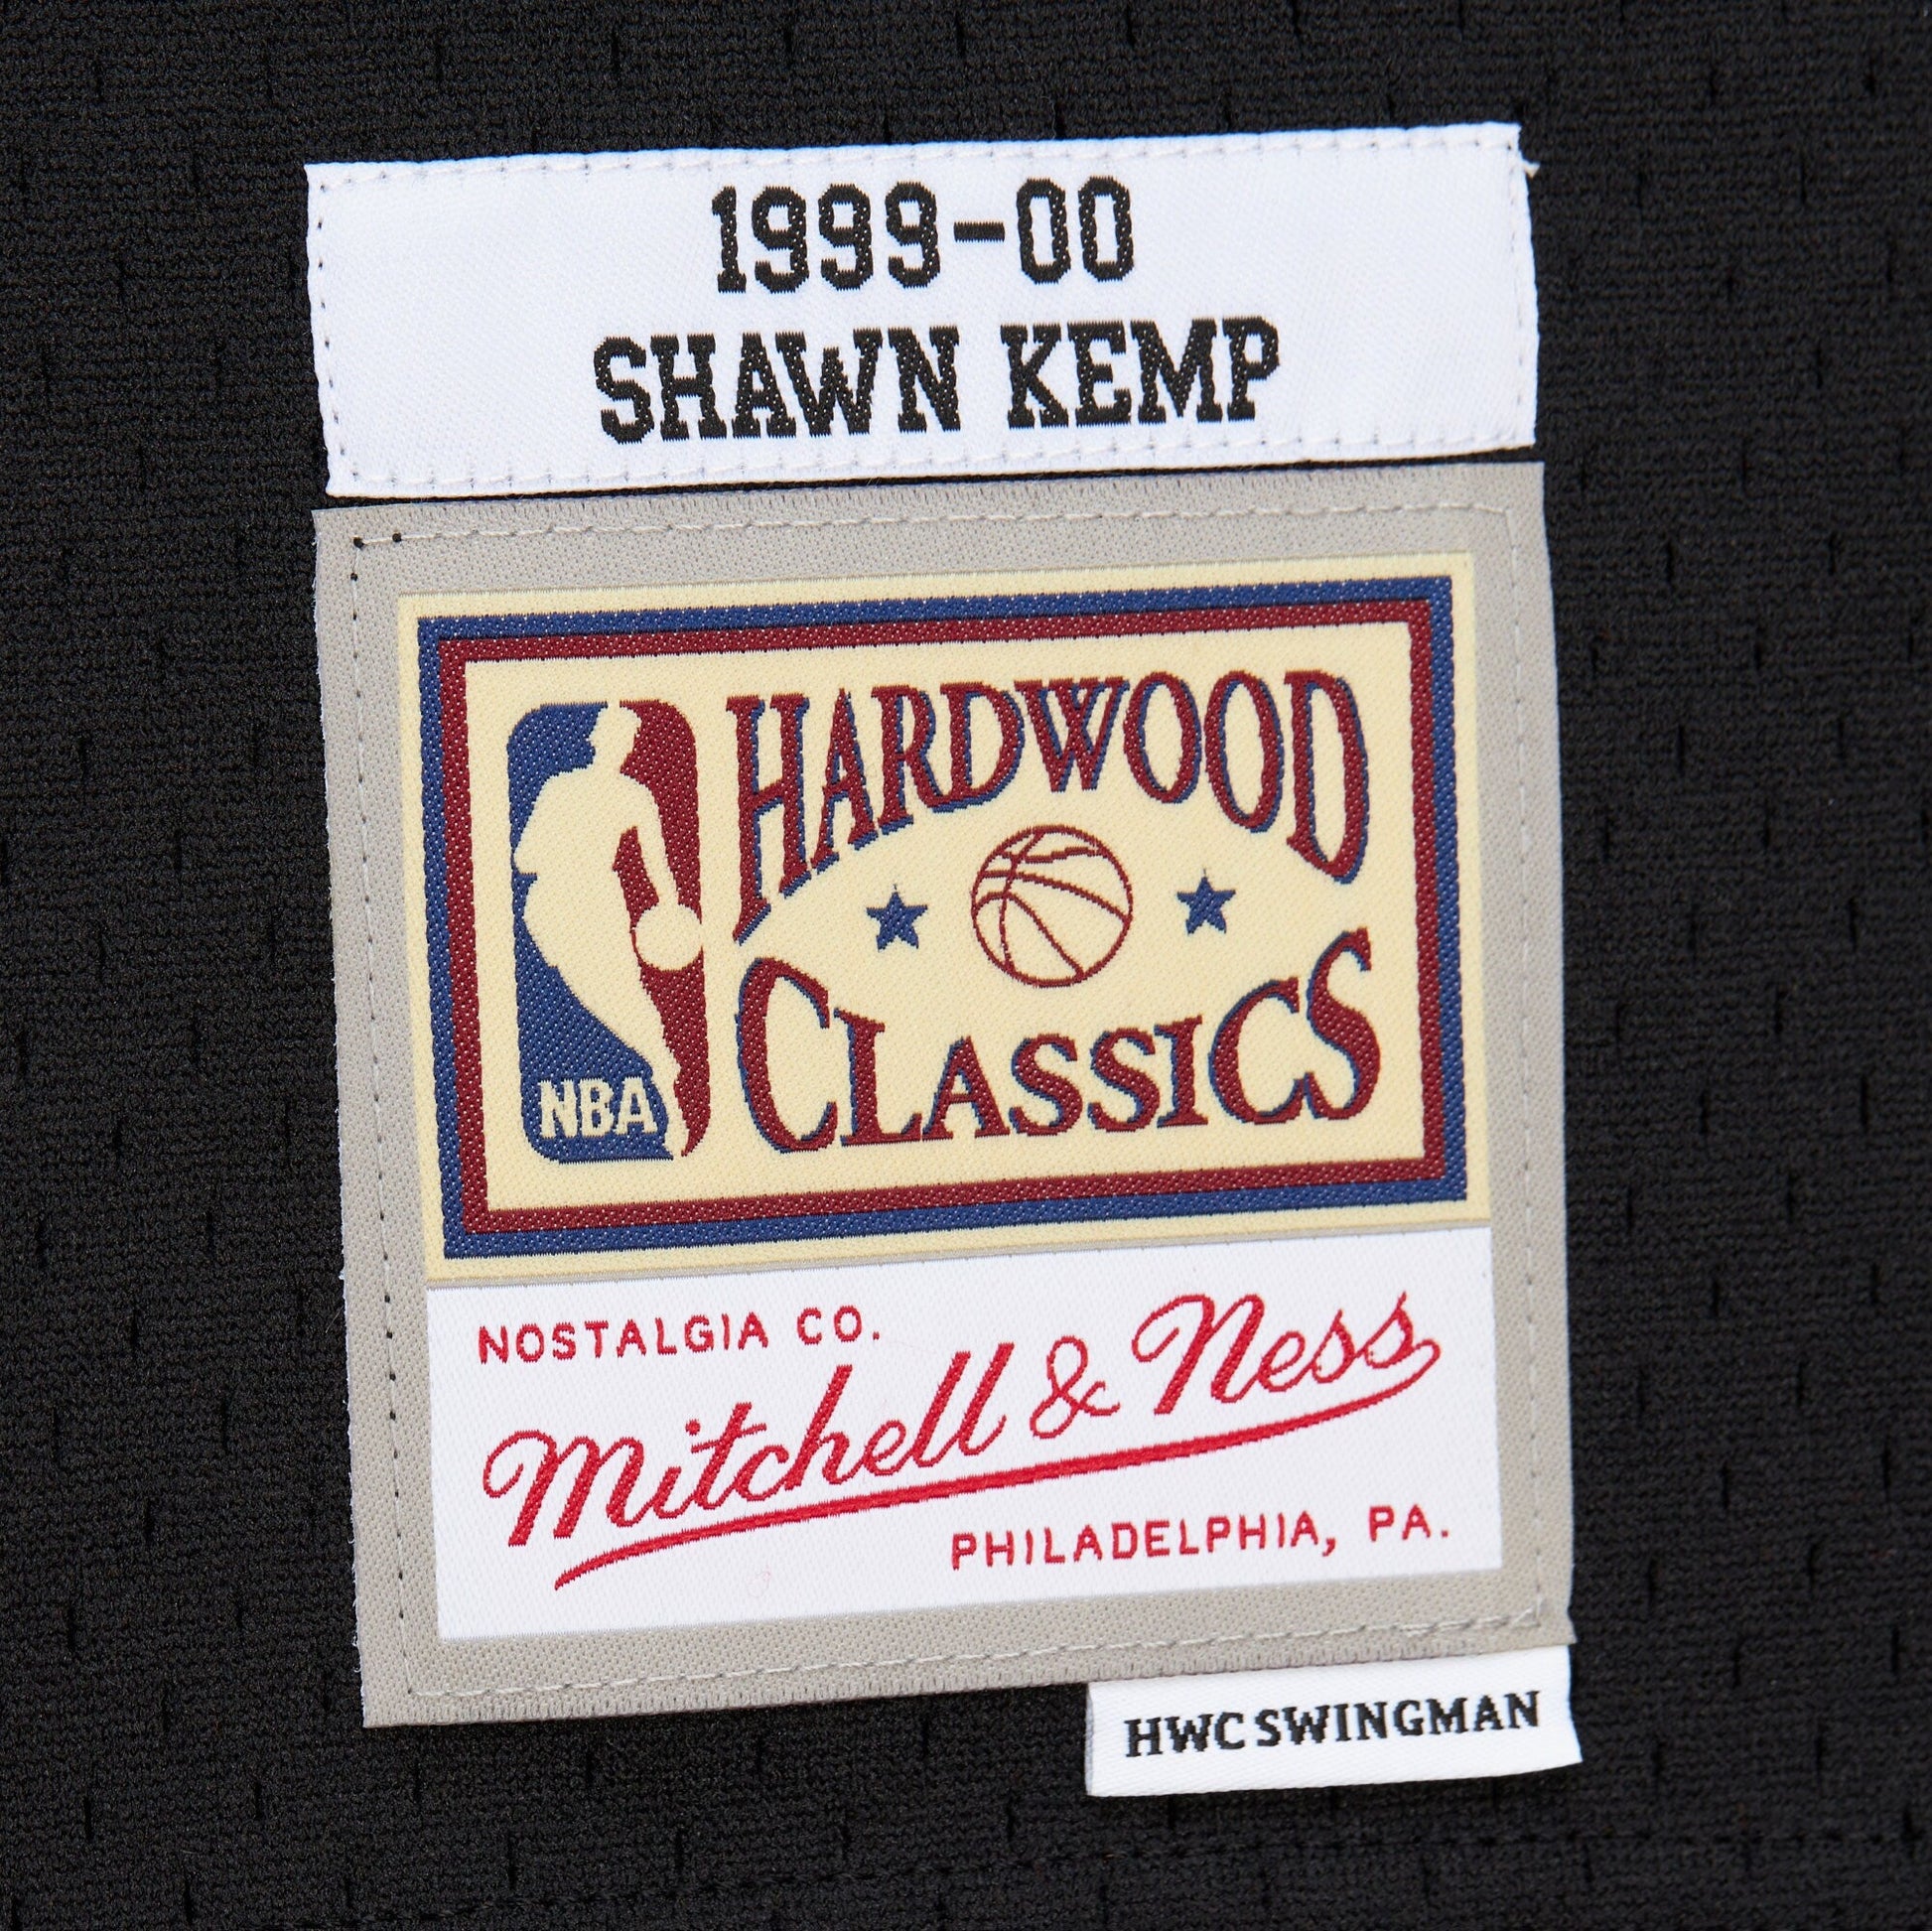 1999-00
SHAWN KEMP
HARDWOOD
CLASSICS
NBA
NOSTALGIA CO.
Mitchell & Ness
PHILADELPHIA, PA.
HWC SWINGMAN